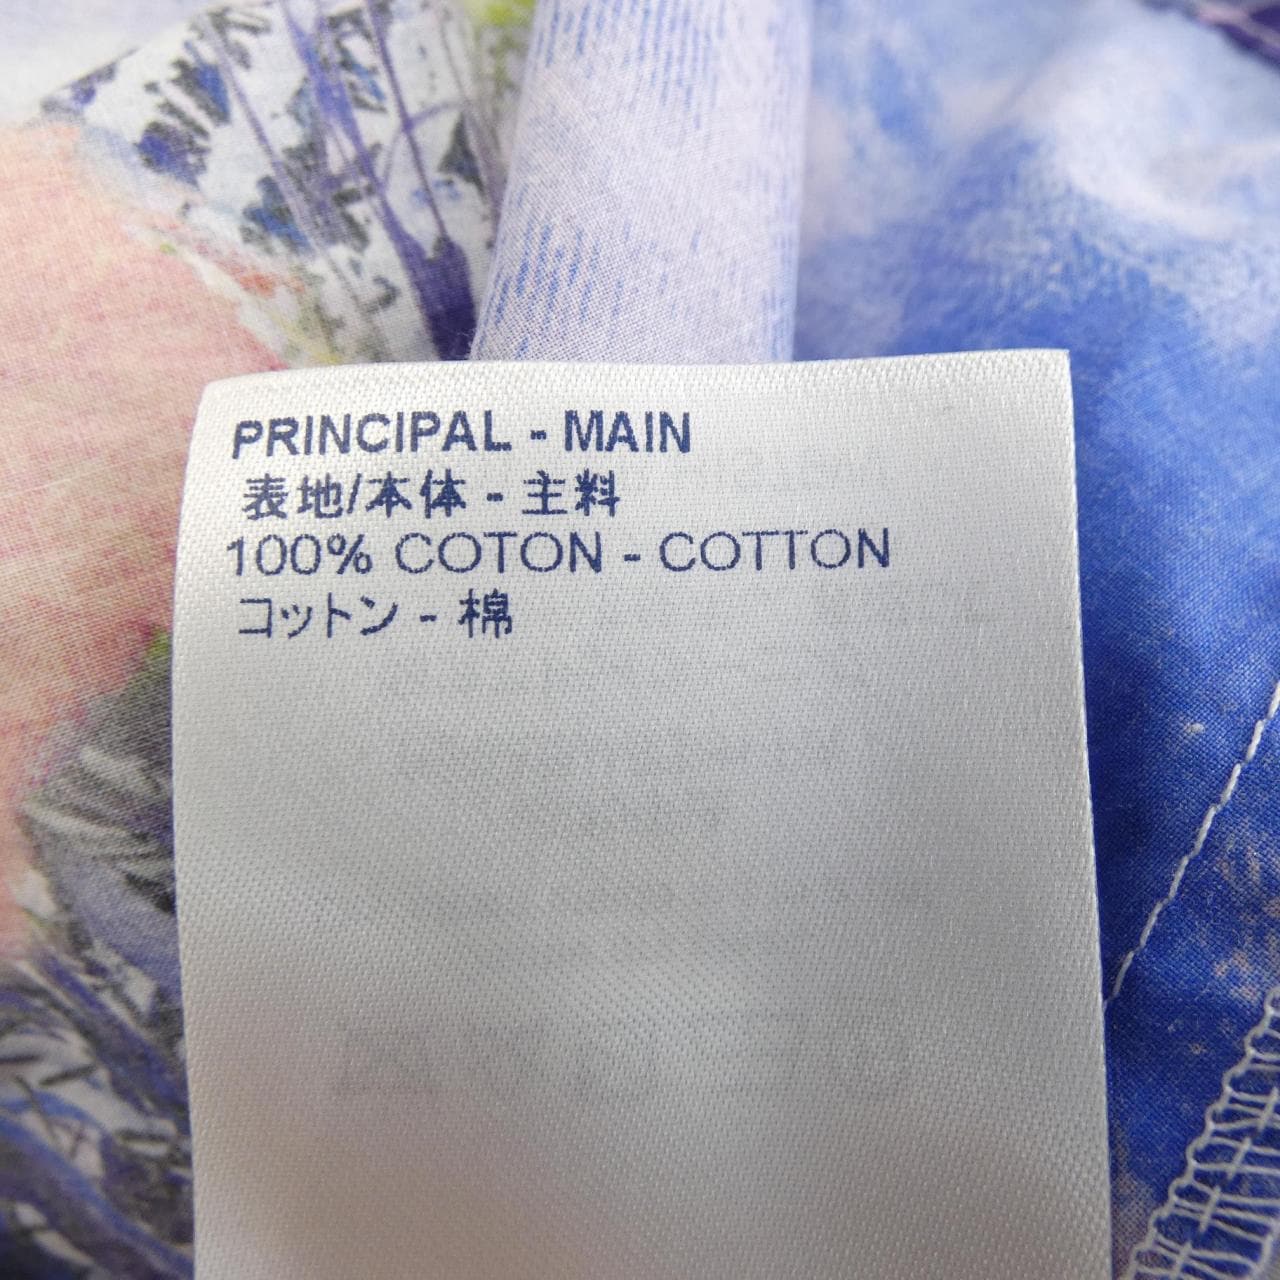 PRINCIPAL - MAIN
表地/本体 - 主料
100% COTON - COTTON
コットン - 棉